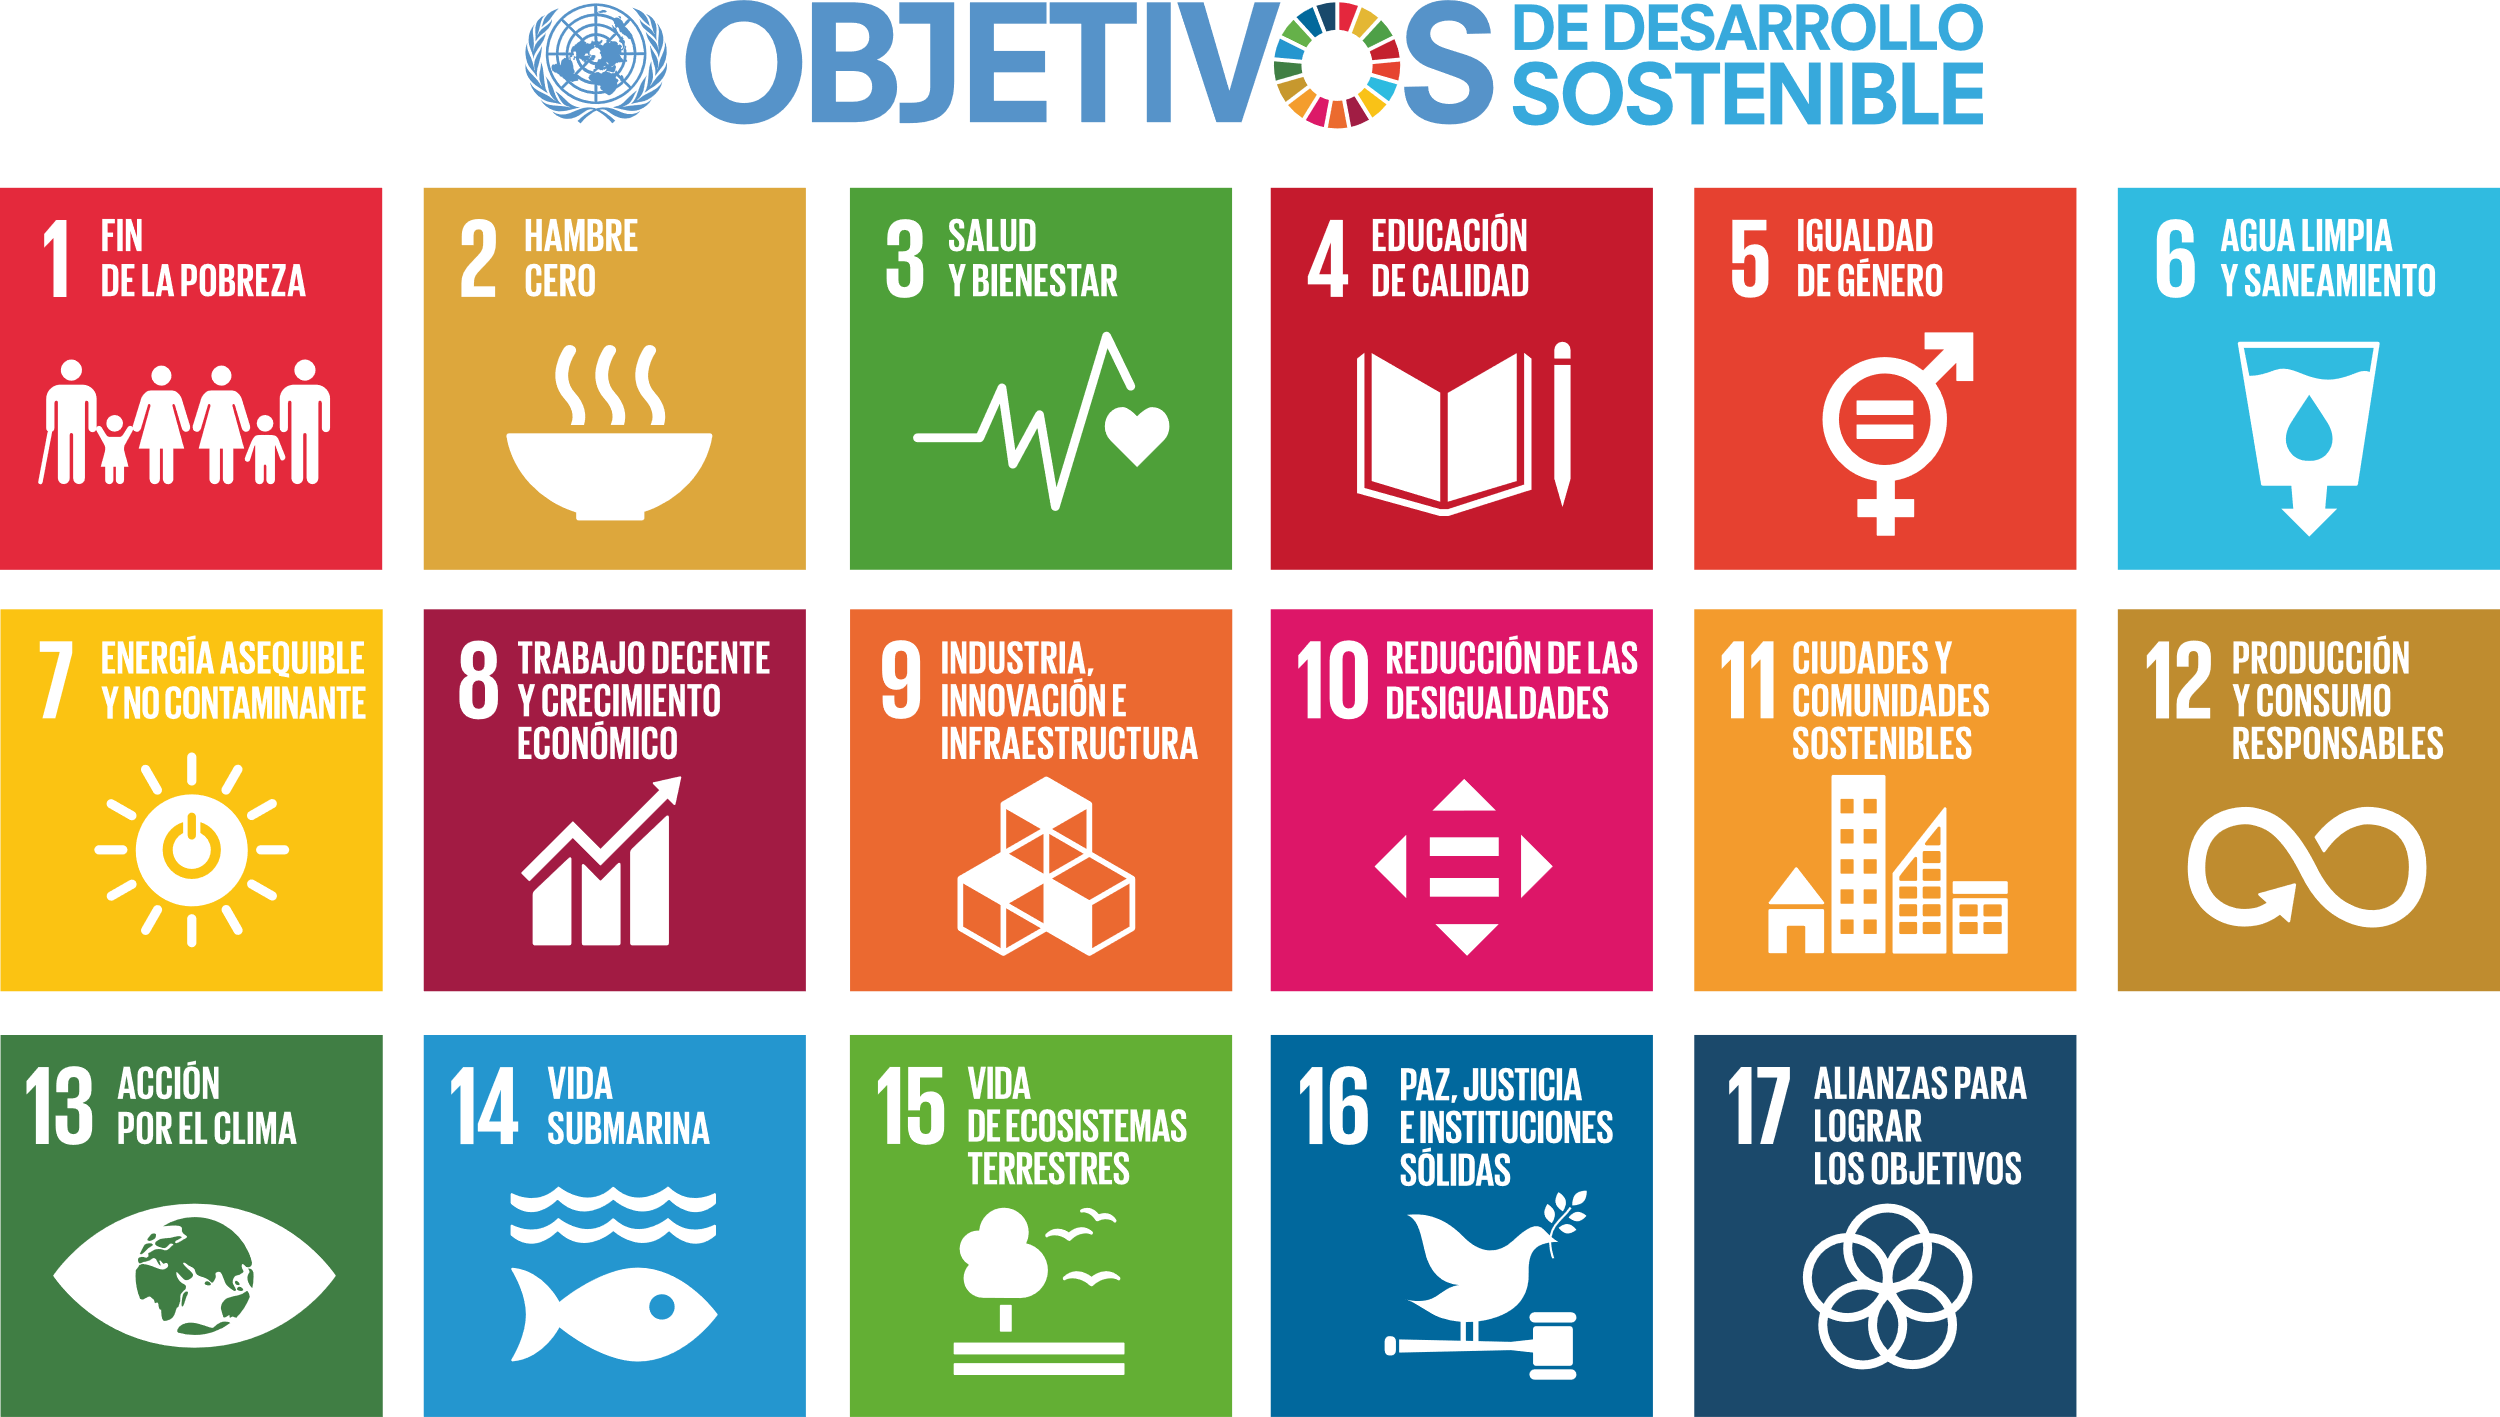 OBJETIVOS
DE DESARROLLO
SOSTENIBLE
1
FIN
DE LA POBREZA
2
HAMBRE
CERO
3
SALUD
Y BIENESTAR
4
EDUCACIÓN
DE CALIDAD
5
IGUALDAD
DE GÉNERO
6
AGUA LIMPIA
Y SANEAMIENTO
7
ENERGÍA ASEQUIBLE
Y NO CONTAMINANTE
8
TRABAJO DECENTE
Y CRECIMIENTO
ECONÓMICO
9
INDUSTRIA,
INNOVACIÓN E
INFRAESTRUCTURA
10
REDUCCIÓN DE LAS
DESIGUALDADES
11
CIUDADES Y
COMUNIDADES
SOSTENIBLES
12
PRODUCCIÓN
Y CONSUMO
RESPONSABLES
13
ACCIÓN
POR EL CLIMA
14
VIDA
SUBMARINA
15
VIDA
DE ECOSISTEMAS
TERRESTRES
16
PAZ, JUSTICIA
E INSTITUCIONES
SÓLIDAS
17
ALIANZAS PARA
LOGRAR
LOS OBJETIVOS